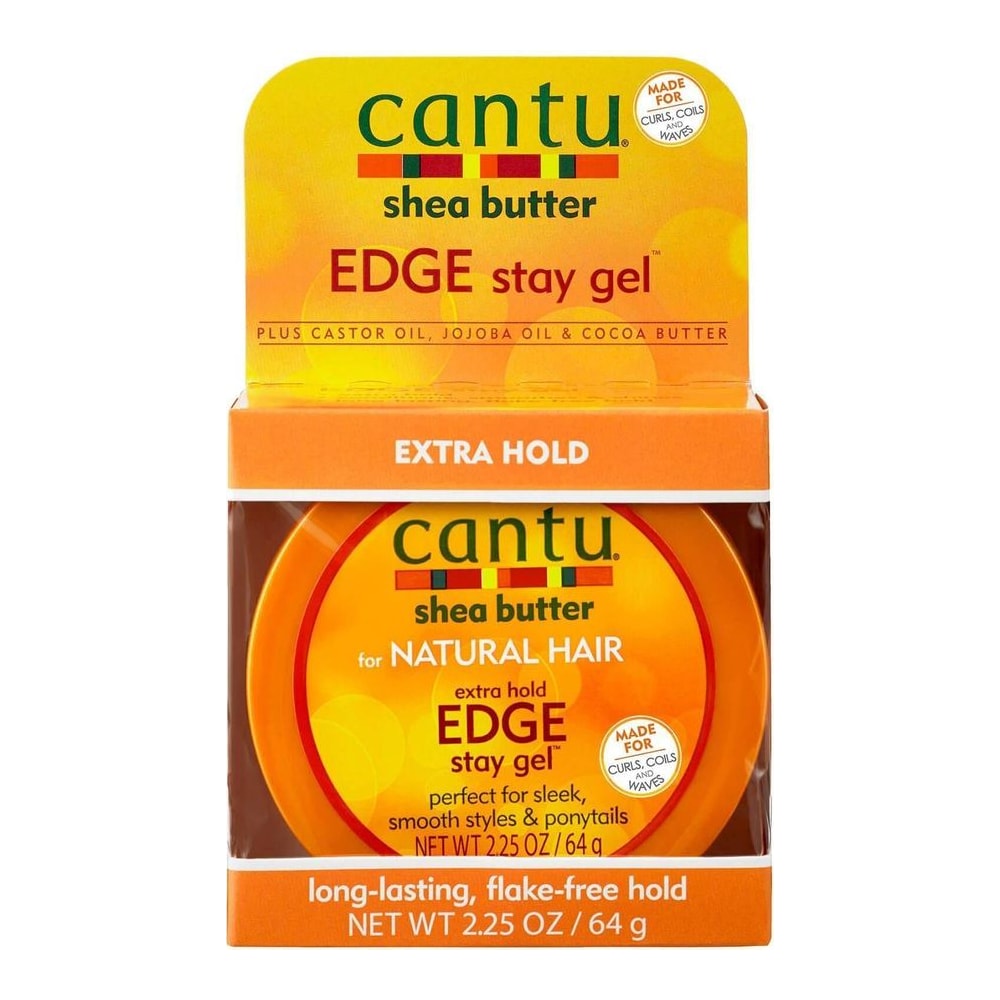 cantu®
MADE
FOR
CURLS, COILS
AND
WAVES
shea butter
EDGE stay gel™
PLUS CASTOR OIL, JOJOBA OIL & COCOA BUTTER
EXTRA HOLD
cantu®
shea butter
for NATURAL HAIR
extra hold
EDGE
stay gel™
MADE
FOR
CURLS, COILS
AND
WAVES
perfect for sleek,
smooth styles & ponytails
NET WT 2.25 OZ / 64 g
long-lasting, flake-free hold
NET WT 2.25 OZ / 64 g